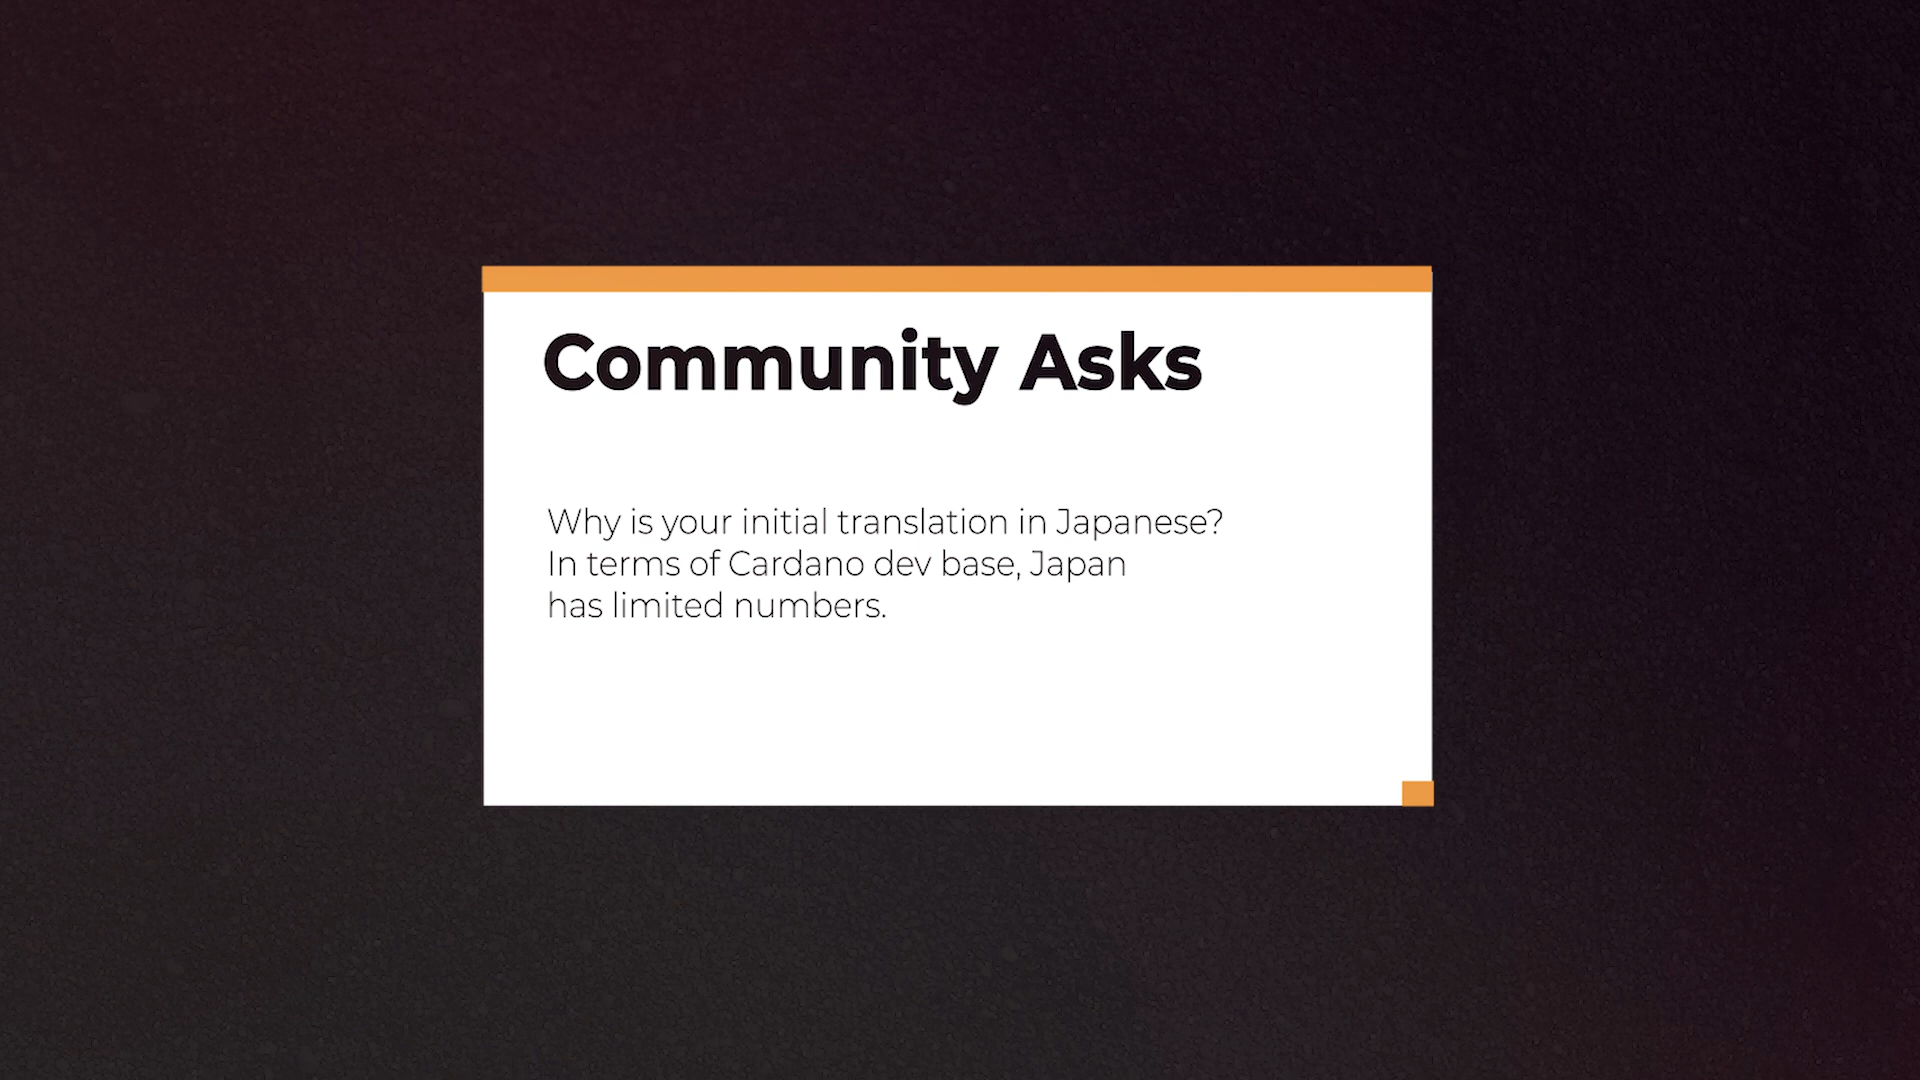 Community Asks
Why is your initial translation in Japanese?
In terms of Cardano dev base, Japan
has limited numbers.